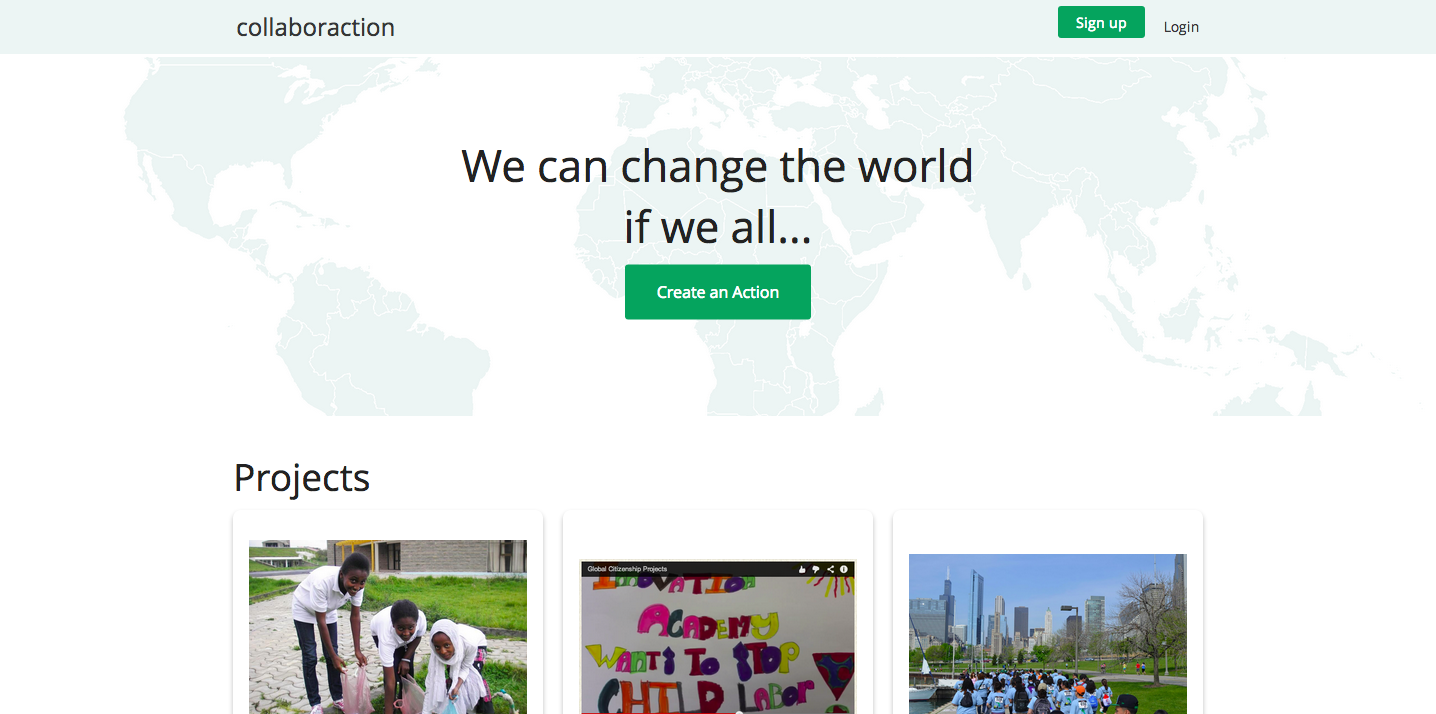 collaboraction
Sign up
Login
We can change the world
if we all...
Create an Action
Projects
Global Citizenship Projects
INNOVATION
ACADEMY
WANTS TO STOP
CHILD LABOR